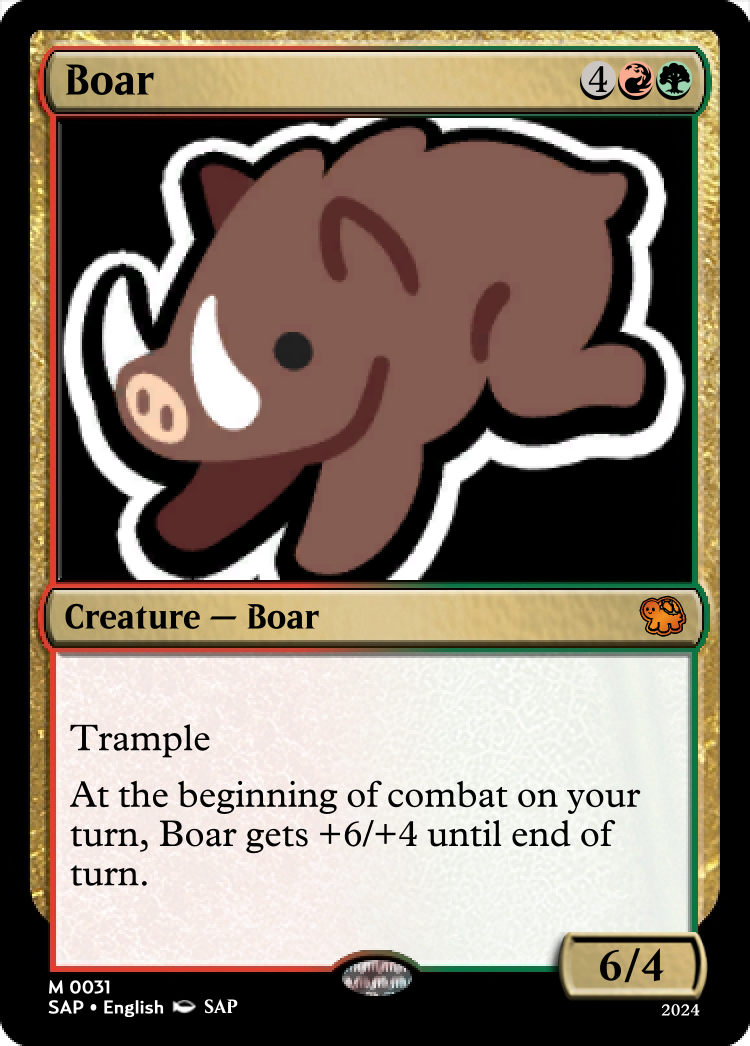 Boar 4
Creature — Boar
Trample
At the beginning of combat on your
turn, Boar gets +6/+4 until end of
turn.
6/4
M 0031
SAP • English SAP
2024